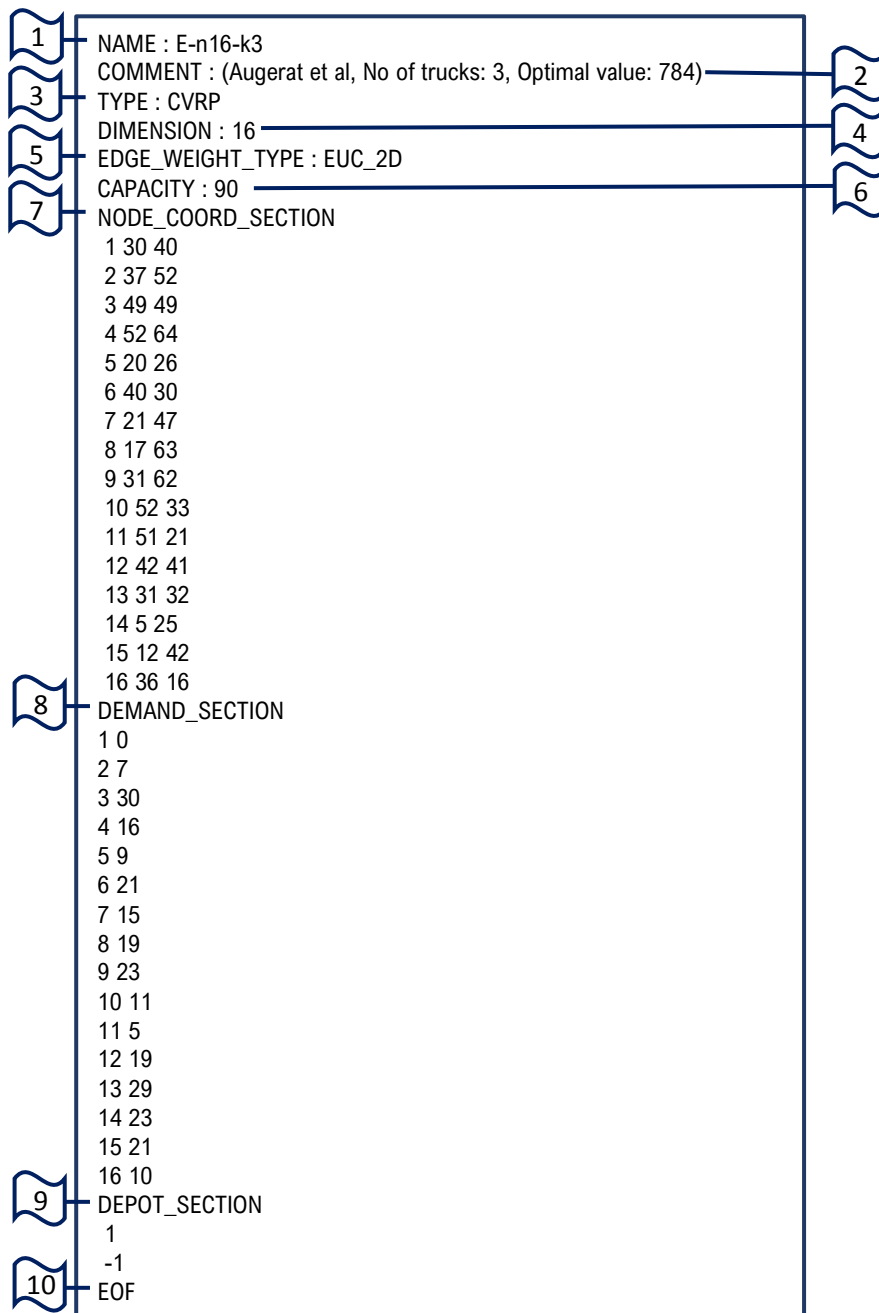 1 NAME : E-n16-k3
COMMENT : (Augerat et al, No of trucks: 3, Optimal value: 784) 2
3 TYPE : CVRP
DIMENSION : 16 4
5 EDGE_WEIGHT_TYPE : EUC_2D
CAPACITY : 90 6
7 NODE_COORD_SECTION
1 30 40
2 37 52
3 49 49
4 52 64
5 20 26
6 40 30
7 21 47
8 17 63
9 31 62
10 52 33
11 51 21
12 42 41
13 31 32
14 5 25
15 12 42
16 36 16
8 DEMAND_SECTION
1 0
2 7
3 30
4 16
5 9
6 21
7 15
8 19
9 23
10 11
11 5
12 19
13 29
14 23
15 21
16 10
9 DEPOT_SECTION
1
-1
10 EOF